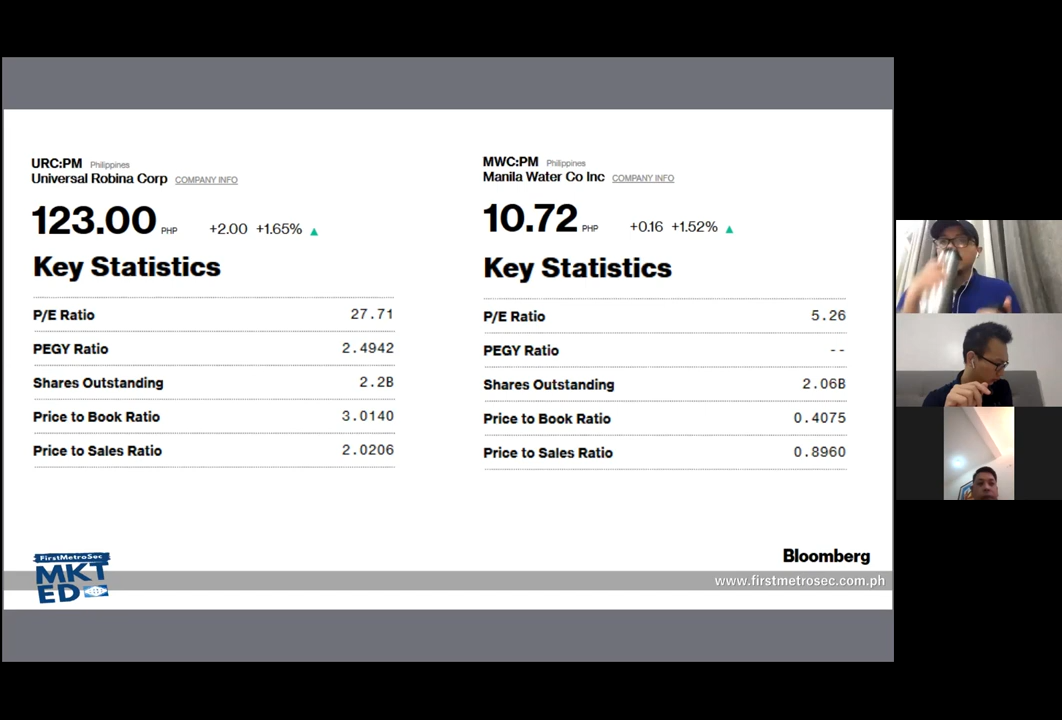 URC:PM Philippines
Universal Robina Corp COMPANY INFO
123.00 PHP +2.00 +1.65%
Key Statistics
P/E Ratio 27.71
PEGY Ratio 2.4942
Shares Outstanding 2.2B
Price to Book Ratio 3.0140
Price to Sales Ratio 2.0206
MWC:PM Philippines
Manila Water Co Inc COMPANY INFO
10.72 PHP +0.16 +1.52%
Key Statistics
P/E Ratio 5.26
PEGY Ratio --
Shares Outstanding 2.06B
Price to Book Ratio 0.4075
Price to Sales Ratio 0.8960
FirstMetroSec
MKT
ED
Bloomberg
www.firstmetrosec.com.ph